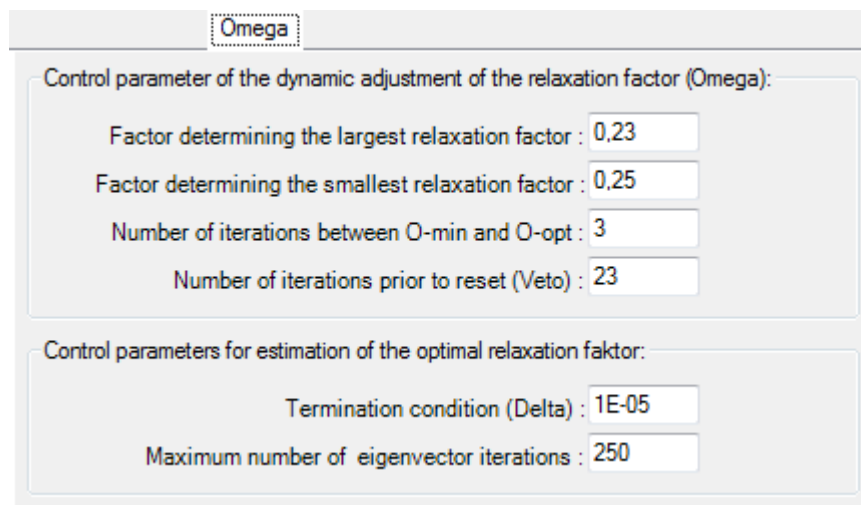 Omega
Control parameter of the dynamic adjustment of the relaxation factor (Omega):
Factor determining the largest relaxation factor : 0,23
Factor determining the smallest relaxation factor : 0,25
Number of iterations between O-min and O-opt : 3
Number of iterations prior to reset (Veto) : 23
Control parameters for estimation of the optimal relaxation faktor:
Termination condition (Delta) : 1E-05
Maximum number of eigenvector iterations : 250